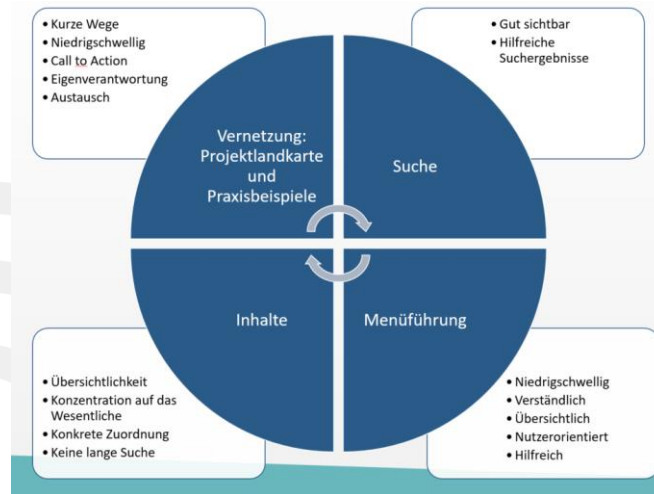 • Kurze Wege
• Niedrigschwellig
• Call to Action
• Eigenverantwortung
• Austausch
• Gut sichtbar
• Hilfreiche
Suchergebnisse
Vernetzung:
Projektlandkarte
und
Praxisbeispiele
Suche
Inhalte
Menüführung
• Übersichtlichkeit
• Konzentration auf das
Wesentliche
• Konkrete Zuordnung
• Keine lange Suche
• Niedrigschwellig
• Verständlich
• Übersichtlich
• Nutzerorientiert
• Hilfreich